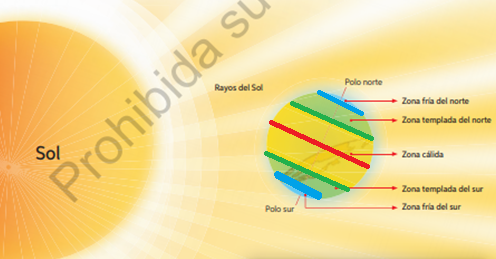 Prohibida su
Polo norte
Rayos del Sol
Zona fría del norte
Zona templada del norte
Sol
Zona cálida
Zona templada del sur
Polo sur
Zona fría del sur